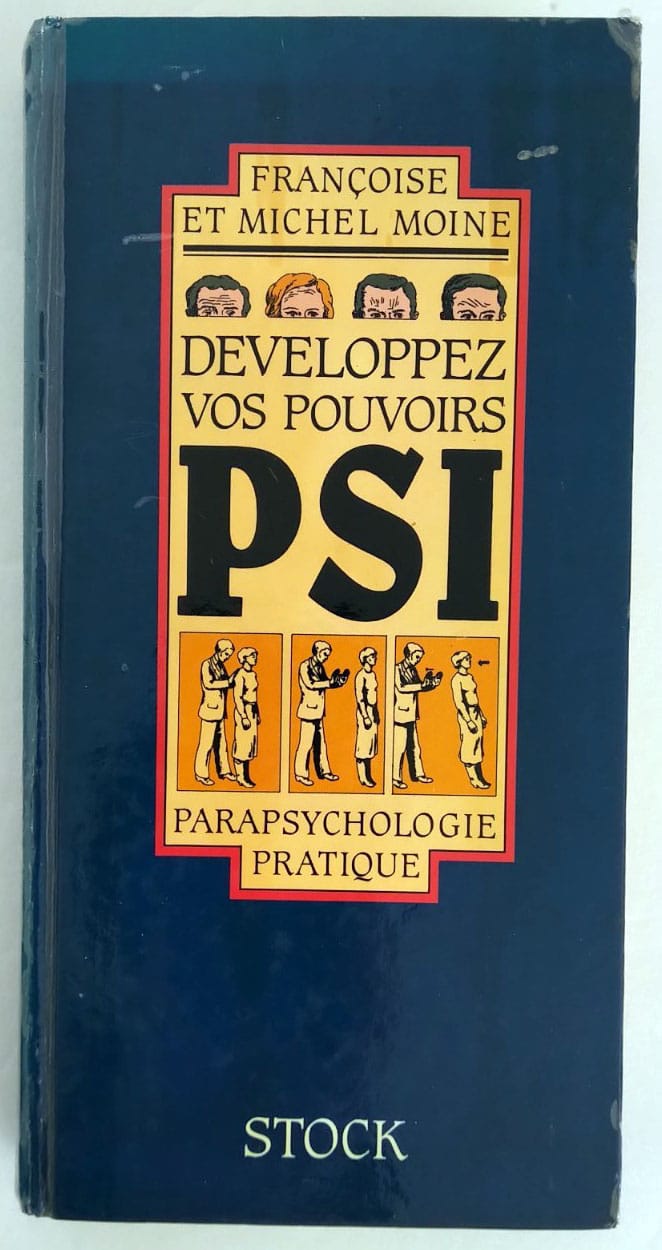 FRANÇOISE
ET MICHEL MOINE
DEVELOPPEZ
VOS POUVOIRS
PSI
PARAPSYCHOLOGIE
PRATIQUE
STOCK